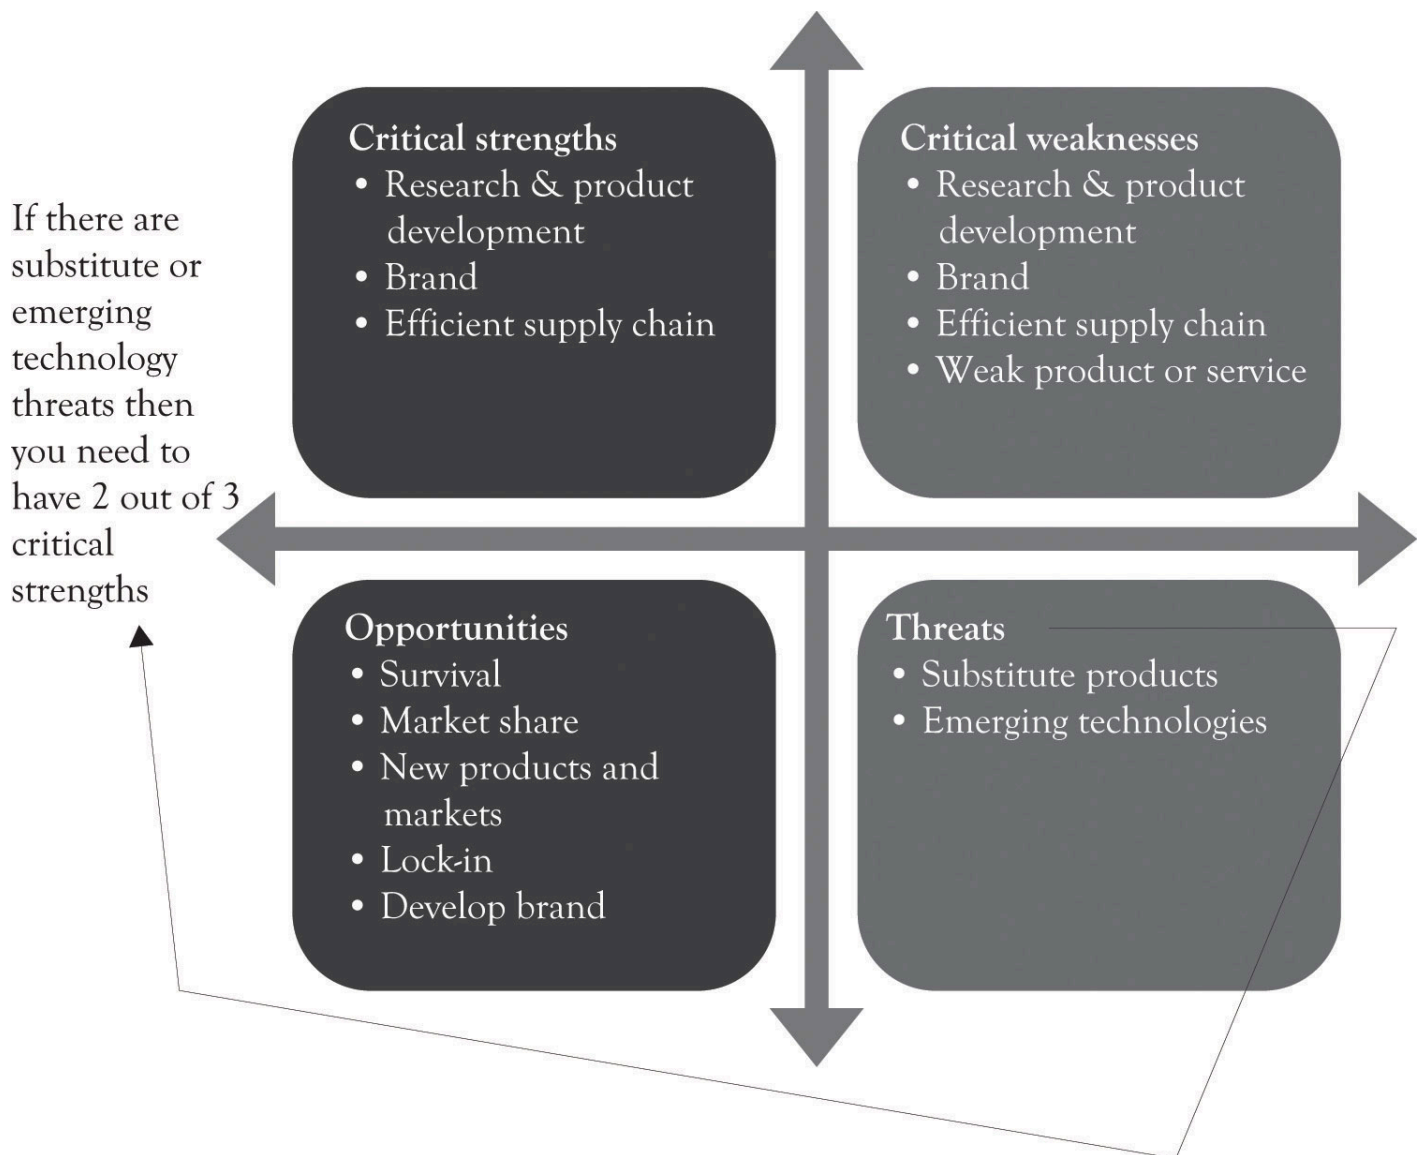 If there are
substitute or
emerging
technology
threats then
you need to
have 2 out of 3
critical
strengths
Critical strengths
• Research & product
development
• Brand
• Efficient supply chain
Critical weaknesses
• Research & product
development
• Brand
• Efficient supply chain
• Weak product or service
Opportunities
• Survival
• Market share
• New products and
markets
• Lock-in
• Develop brand
Threats
• Substitute products
• Emerging technologies